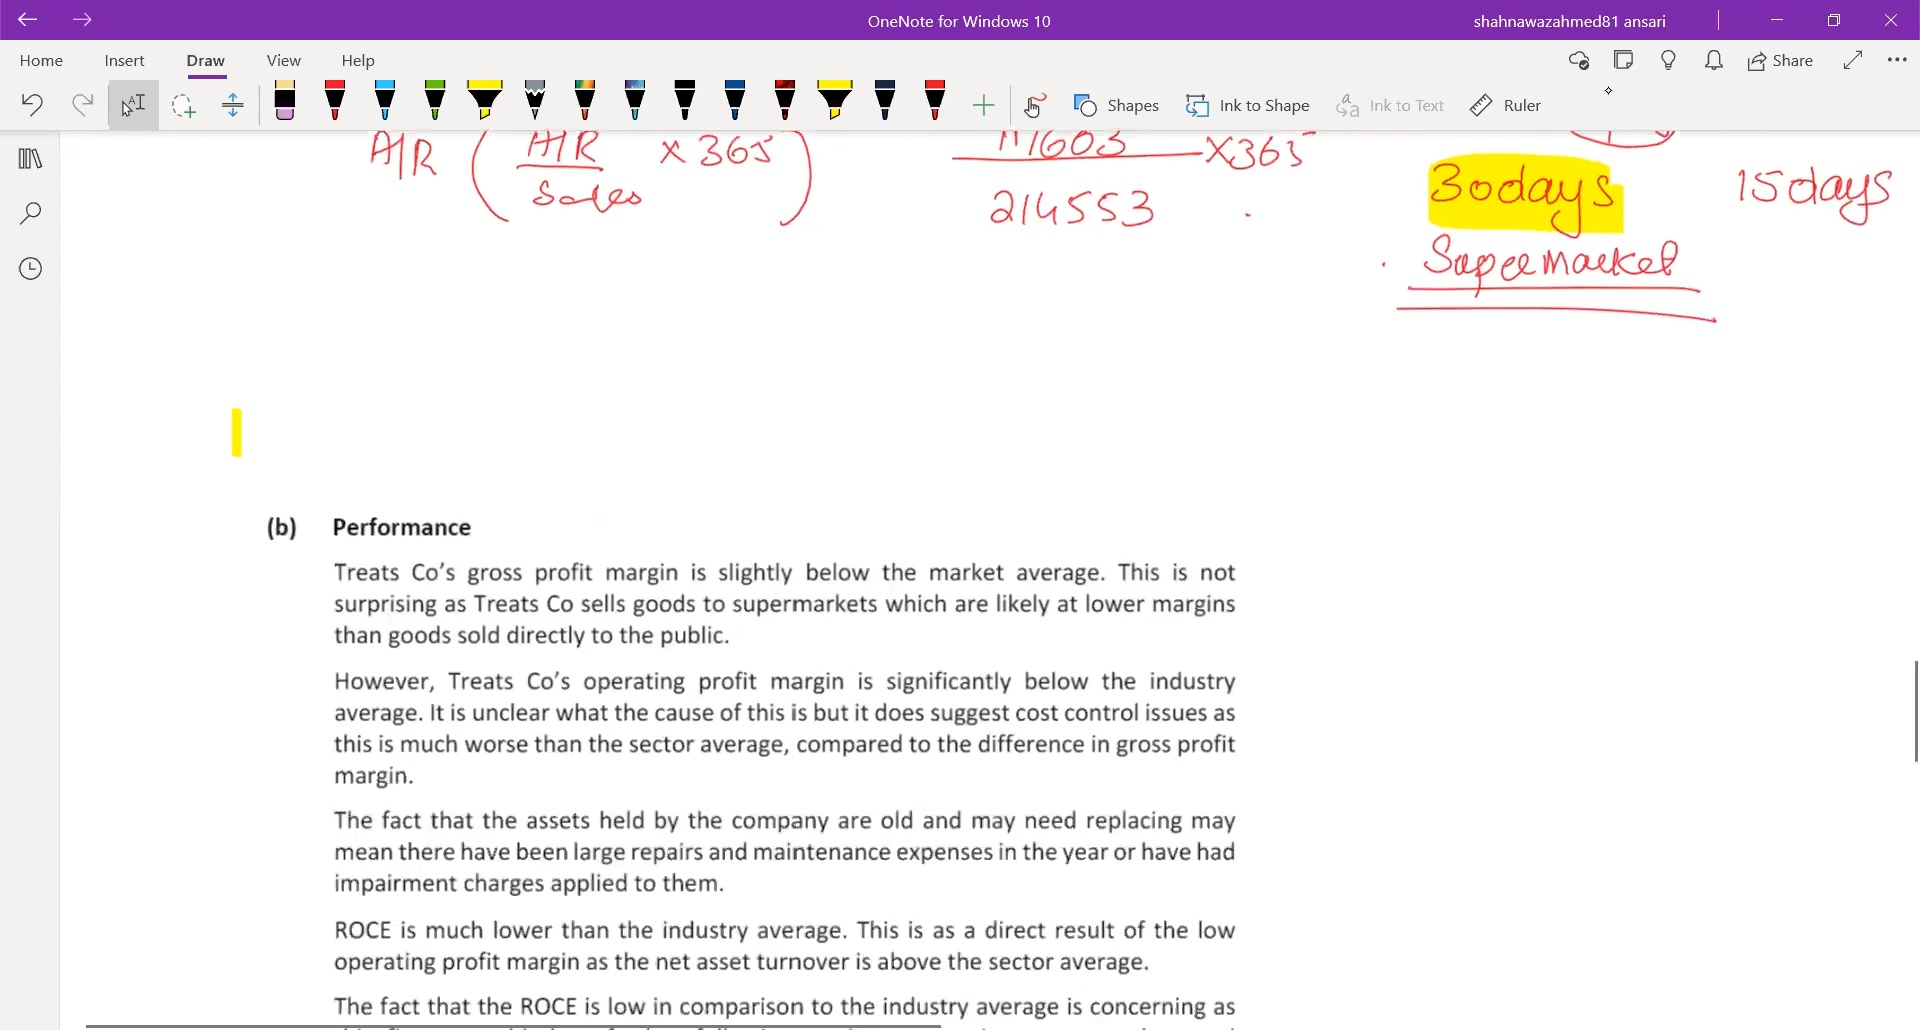 OneNote for Windows 10
shahnawazahmed81 ansari
Home Insert Draw View Help
Share
Shapes Ink to Shape Ink to Text Ruler
A/R ( A/R × 365 )
Sales
×365
214553
30days 15days
Supermarket
(b) Performance
Treats Co’s gross profit margin is slightly below the market average. This is not
surprising as Treats Co sells goods to supermarkets which are likely at lower margins
than goods sold directly to the public.
However, Treats Co’s operating profit margin is significantly below the industry
average. It is unclear what the cause of this is but it does suggest cost control issues as
this is much worse than the sector average, compared to the difference in gross profit
margin.
The fact that the assets held by the company are old and may need replacing may
mean there have been large repairs and maintenance expenses in the year or have had
impairment charges applied to them.
ROCE is much lower than the industry average. This is as a direct result of the low
operating profit margin as the net asset turnover is above the sector average.
The fact that the ROCE is low in comparison to the industry average is concerning as